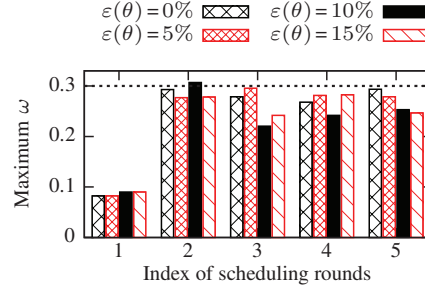 ε(θ) = 0% ε(θ) = 10%
ε(θ) = 5% ε(θ) = 15%
Maximum ω
0.3
0.2
0.1
0
1 2 3 4 5
Index of scheduling rounds